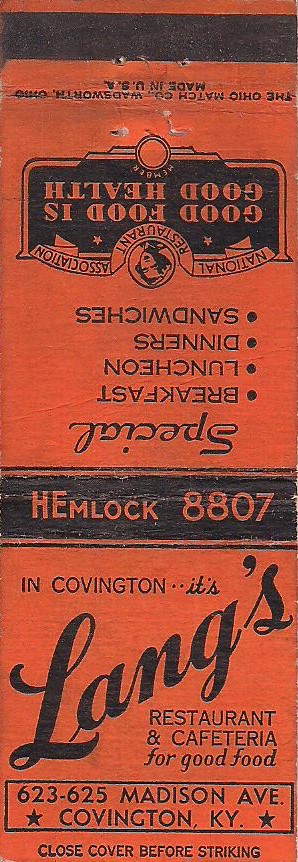 THE OHIO MATCH CO., WADSWORTH, OHIO
MADE IN U.S.A.
Special
• BREAKFAST
• LUNCHEON
• DINNERS
• SANDWICHES
NATIONAL RESTAURANT ASSOCIATION
GOOD FOOD IS
GOOD HEALTH
MEMBER
HEMLOCK 8807
IN COVINGTON ·· it's
Lang's
RESTAURANT
& CAFETERIA
for good food
623-625 MADISON AVE.
★ COVINGTON, KY. ★
CLOSE COVER BEFORE STRIKING